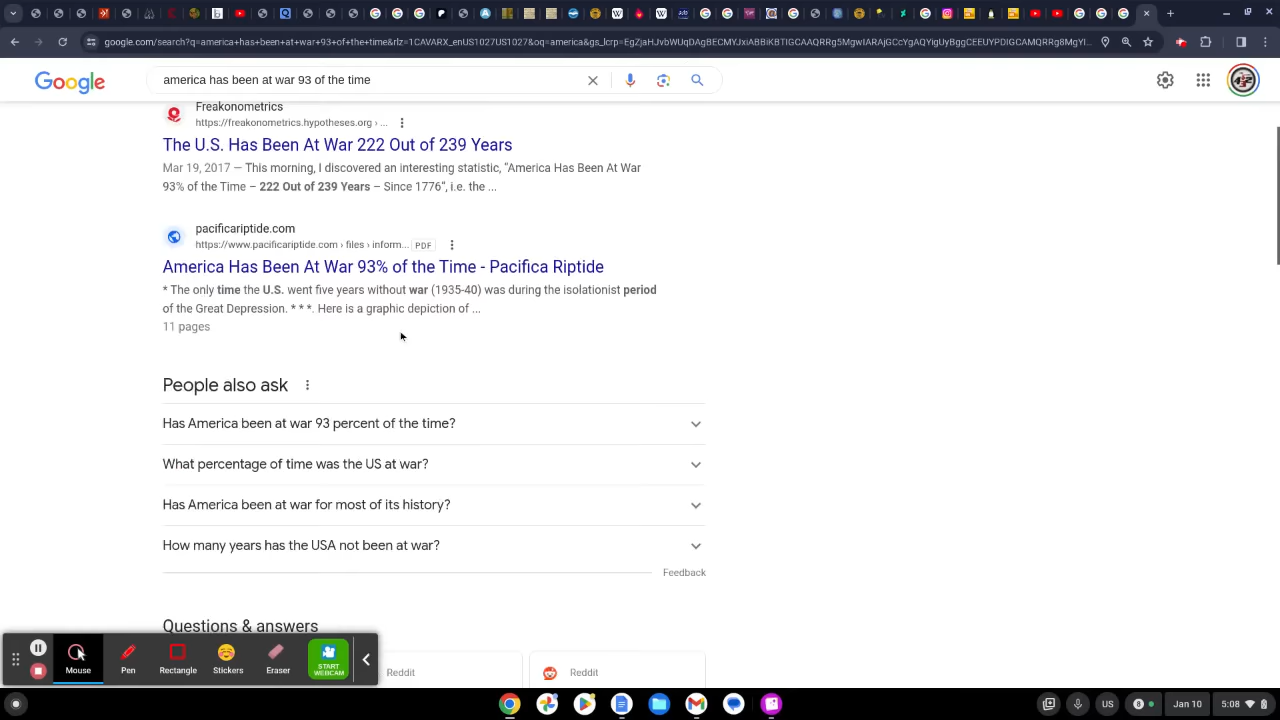 google.com/search?q=america+has+been+at+war+93+of+the+time&rlz=1CAVARX_enUS1027US1027&oq=america&gs_lcrp=
Google
america has been at war 93 of the time
Freakonometrics
https://freakonometrics.hypotheses.org › ...
The U.S. Has Been At War 222 Out of 239 Years
Mar 19, 2017 — This morning, I discovered an interesting statistic, “America Has Been At War
93% of the Time – 222 Out of 239 Years – Since 1776“, i.e. the ...
pacificariptide.com
https://www.pacificariptide.com › files › inform... PDF
America Has Been At War 93% of the Time - Pacifica Riptide
* The only time the U.S. went five years without war (1935-40) was during the isolationist period
of the Great Depression. * * *. Here is a graphic depiction of ...
11 pages
People also ask
Has America been at war 93 percent of the time?
What percentage of time was the US at war?
Has America been at war for most of its history?
How many years has the USA not been at war?
Feedback
Questions & answers
Reddit
Reddit
Mouse
Pen
Rectangle
Stickers
Eraser
START
WEBCAM
US
8
Jan 10
5:08